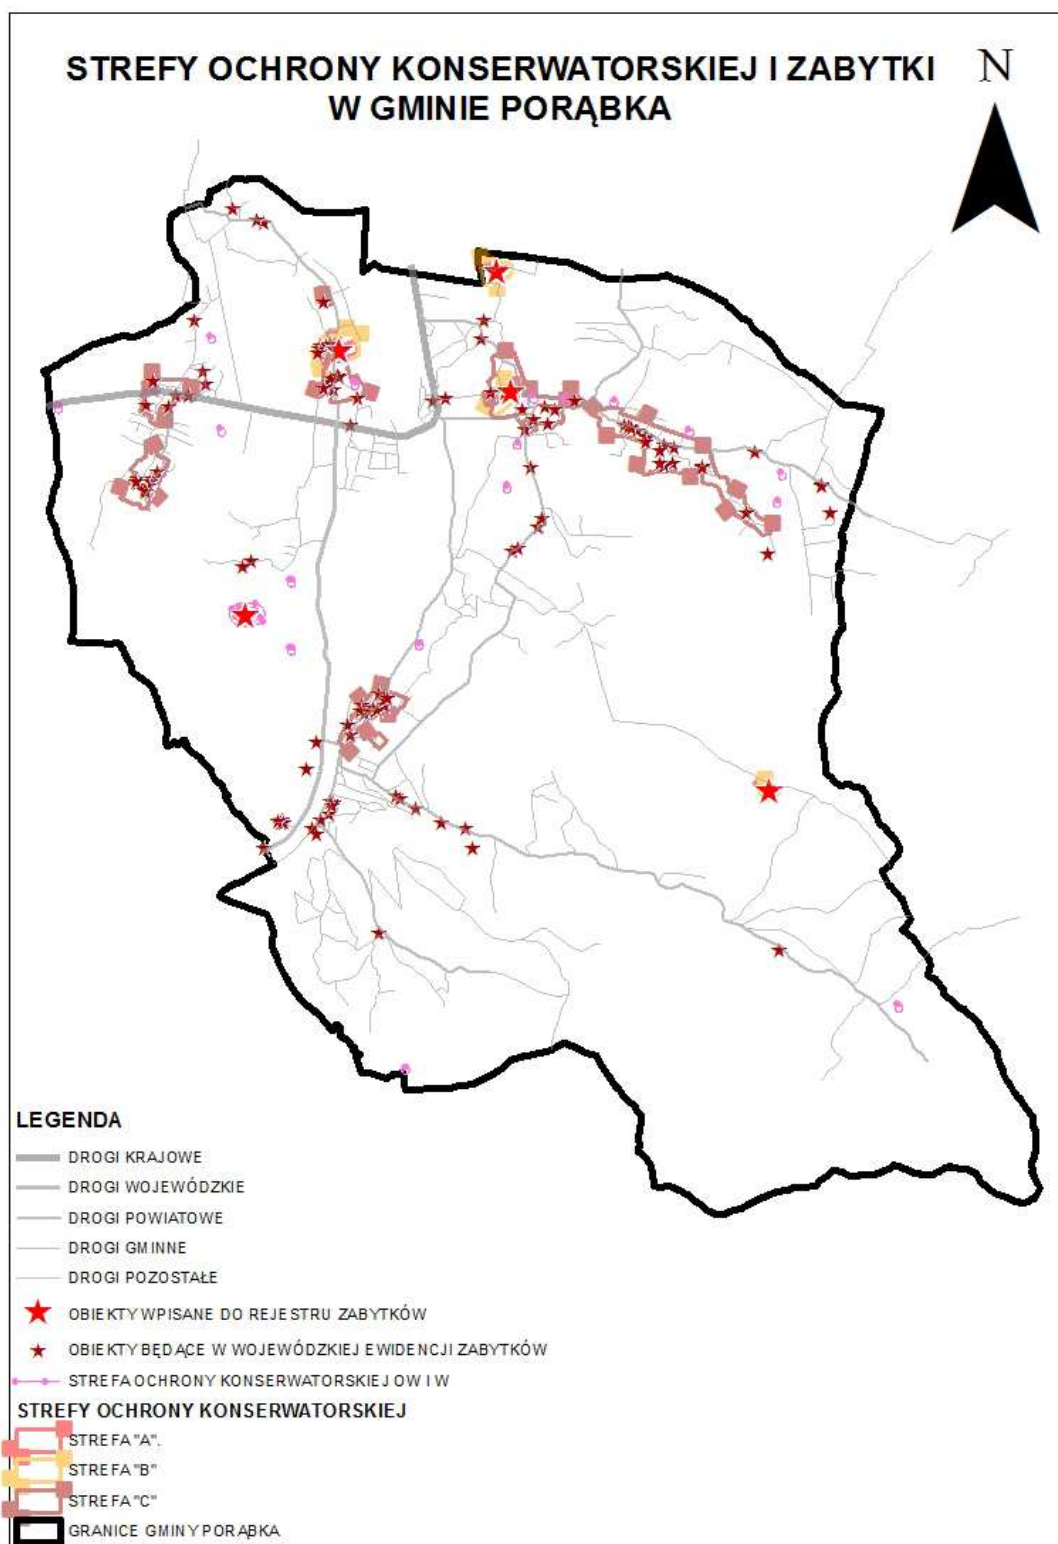 STREFY OCHRONY KONSERWATORSKIEJ I ZABYTKI
W GMINIE PORĄBKA
N
LEGENDA
DROGI KRAJOWE
DROGI WOJEWÓDZKIE
DROGI POWIATOWE
DROGI GMINNE
DROGI POZOSTAŁE
OBIEKTY WPISANE DO REJESTRU ZABYTKÓW
OBIEKTY BĘDĄCE W WOJEWÓDZKIEJ EWIDENCJI ZABYTKÓW
STREFA OCHRONY KONSERWATORSKIEJ OW I W
STREFY OCHRONY KONSERWATORSKIEJ
STREFA "A".
STREFA "B"
STREFA "C"
GRANICE GMINY PORĄBKA